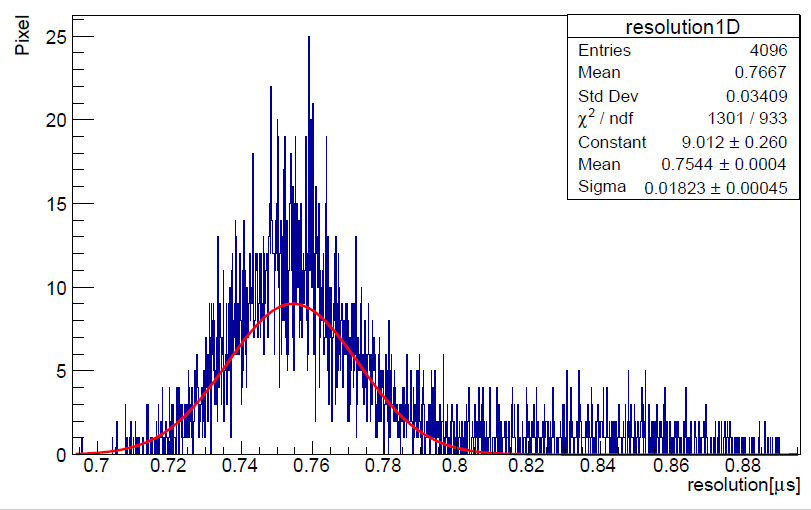 Pixel
resolution1D
Entries 4096
Mean 0.7667
Std Dev 0.03409
χ² / ndf 1301 / 933
Constant 9.012 ± 0.260
Mean 0.7544 ± 0.0004
Sigma 0.01823 ± 0.00045
25
20
15
10
5
0
0.7 0.72 0.74 0.76 0.78 0.8 0.82 0.84 0.86 0.88
resolution[μs]